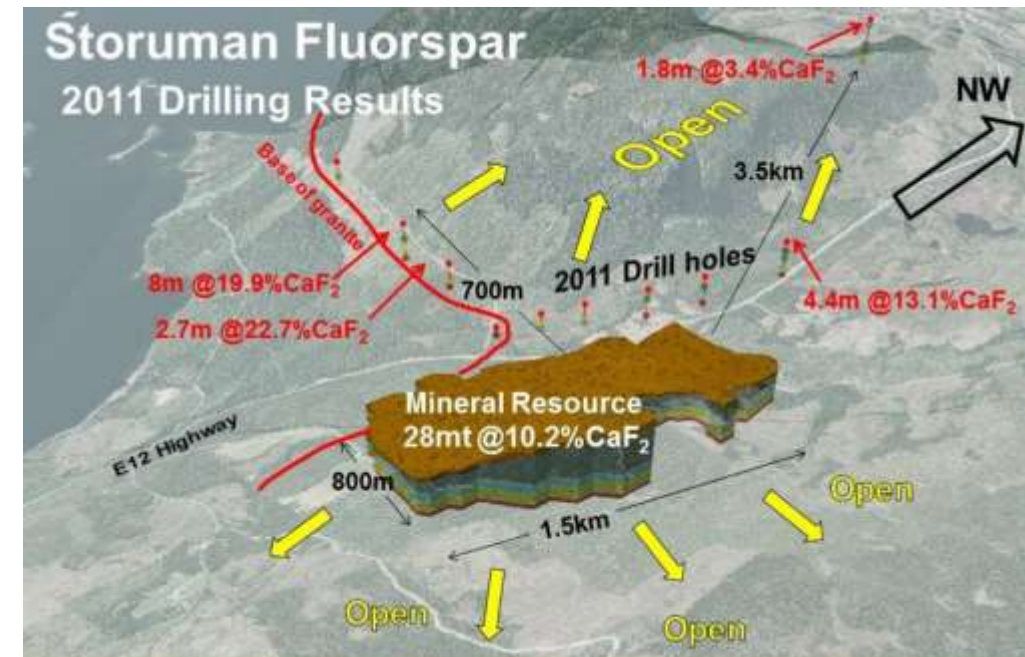 Storuman Fluorspar
2011 Drilling Results
1.8m @3.4%CaF₂
NW
Open
Base of granite
3.5km
2011 Drill holes
8m @19.9%CaF₂
700m
4.4m @13.1%CaF₂
2.7m @22.7%CaF₂
Mineral Resource
28mt @10.2%CaF₂
E12 Highway
800m
Open
1.5km
Open
Open